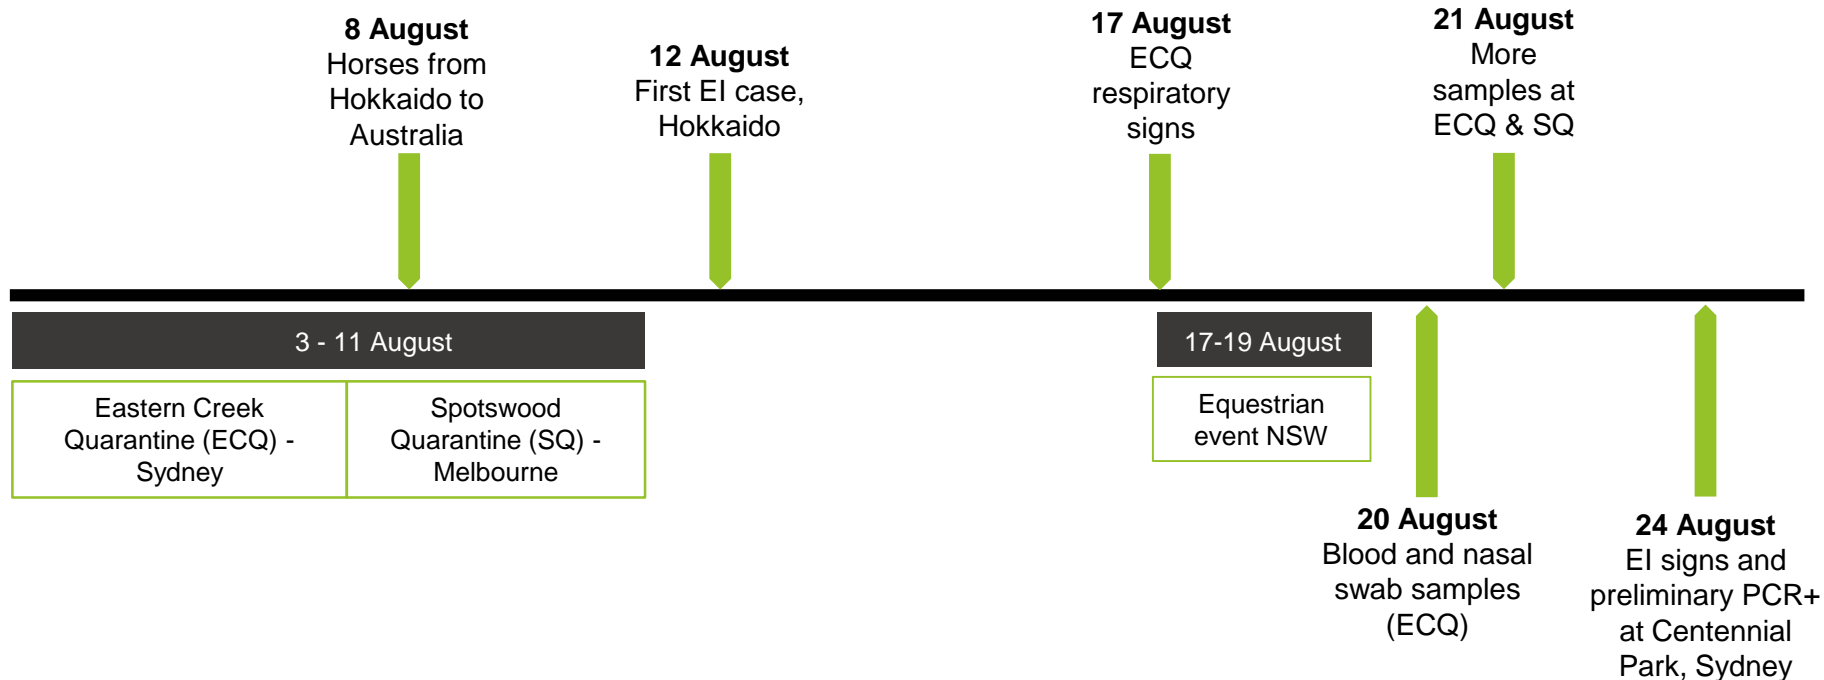 8 August
Horses from
Hokkaido to
Australia
12 August
First EI case,
Hokkaido
17 August
ECQ
respiratory
signs
21 August
More
samples at
ECQ & SQ
3 - 11 August
17-19 August
Eastern Creek
Quarantine (ECQ) -
Sydney
Spotswood
Quarantine (SQ) -
Melbourne
Equestrian
event NSW
20 August
Blood and nasal
swab samples
(ECQ)
24 August
EI signs and
preliminary PCR+
at Centennial
Park, Sydney